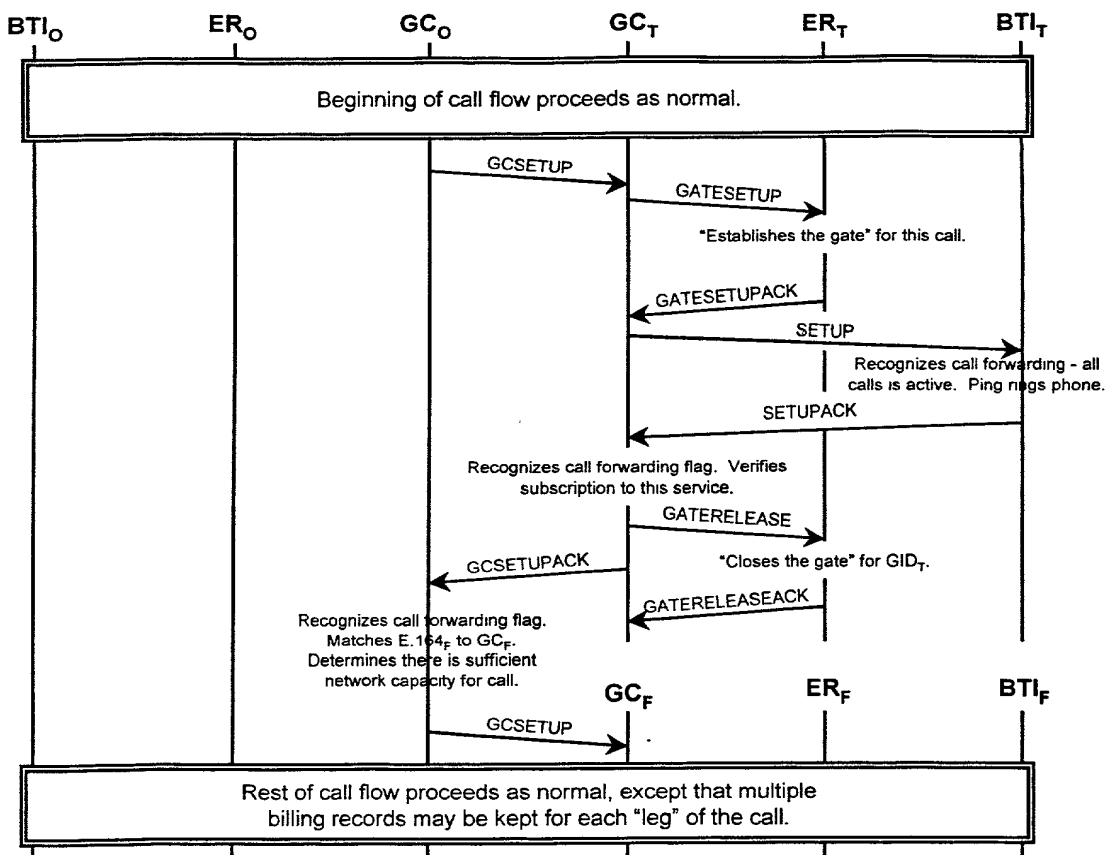 BTI_O ER_O GC_O GC_T ER_T BTI_T
Beginning of call flow proceeds as normal.
GCSETUP
GATESETUP
"Establishes the gate" for this call.
GATESETUPACK
SETUP
Recognizes call forwarding - all
calls is active. Ping rings phone.
SETUPACK
Recognizes call forwarding flag. Verifies
subscription to this service.
GATERELEASE
GCSETUPACK
"Closes the gate" for GID_T.
GATERELEASEACK
Recognizes call forwarding flag.
Matches E.164_F to GC_F.
Determines there is sufficient
network capacity for call.
GC_F ER_F BTI_F
GCSETUP
Rest of call flow proceeds as normal, except that multiple
billing records may be kept for each "leg" of the call.